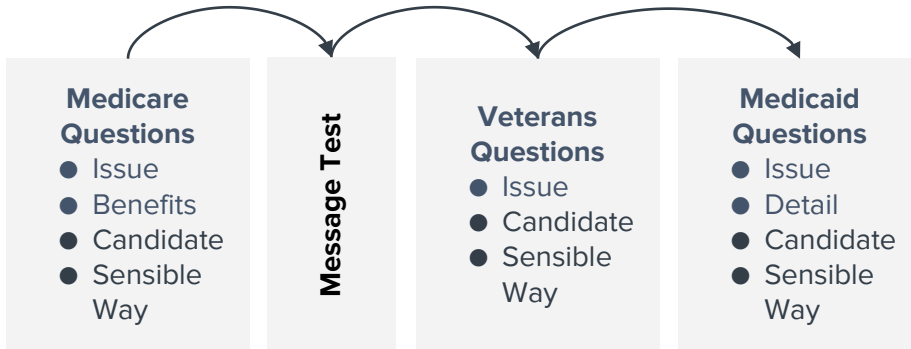 Medicare
Questions
● Issue
● Benefits
● Candidate
● Sensible
Way
Message Test
Veterans
Questions
● Issue
● Candidate
● Sensible
Way
Medicaid
Questions
● Issue
● Detail
● Candidate
● Sensible
Way